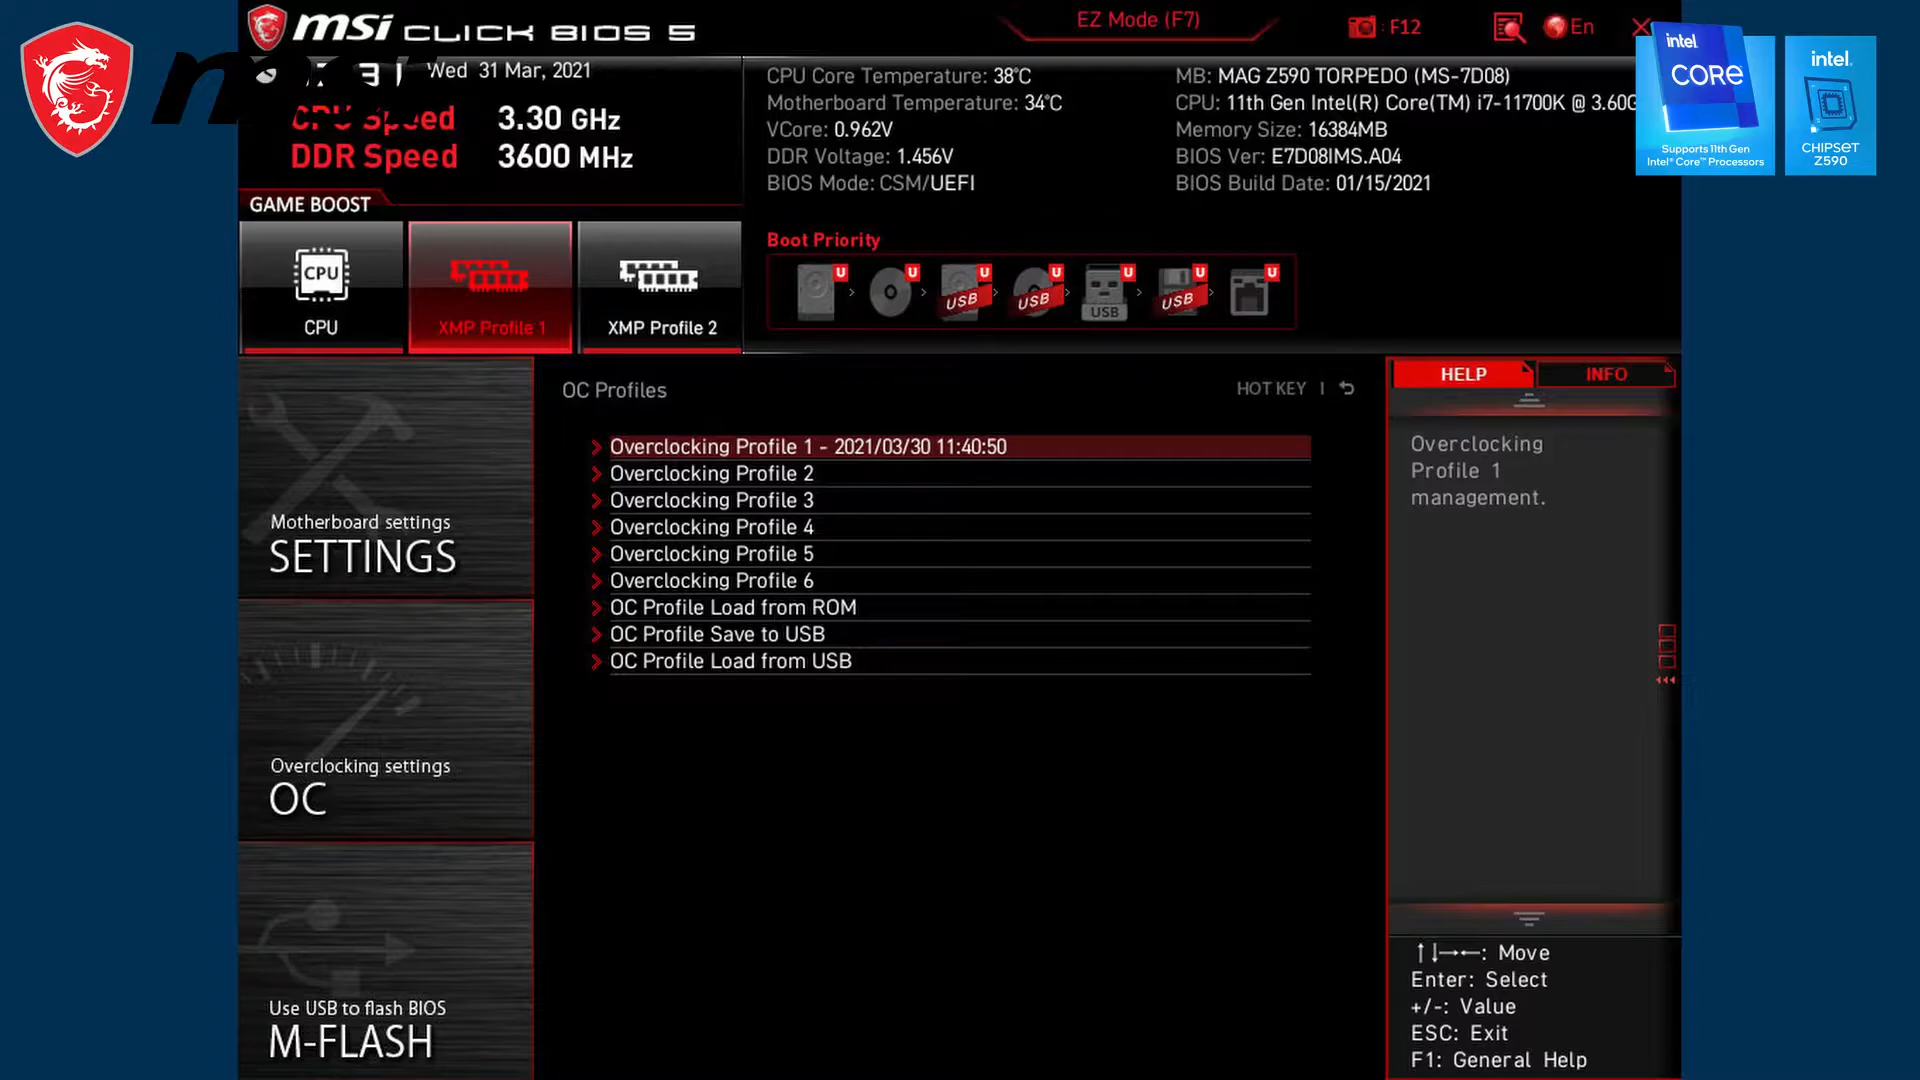 msi CLICK BIOS 5
EZ Mode (F7)
: F12
En
Wed 31 Mar, 2021
CPU Speed 3.30 GHz
DDR Speed 3600 MHz
CPU Core Temperature: 38°C
Motherboard Temperature: 34°C
VCore: 0.962V
DDR Voltage: 1.456V
BIOS Mode: CSM/UEFI
MB: MAG Z590 TORPEDO (MS-7D08)
CPU: 11th Gen Intel(R) Core(TM) i7-11700K @ 3.60G
Memory Size: 16384MB
BIOS Ver: E7D08IMS.A04
BIOS Build Date: 01/15/2021
intel
CORE
Supports 11th Gen
Intel® Core™ Processors
intel.
CHIPSET
Z590
GAME BOOST
CPU
CPU
XMP Profile 1
XMP Profile 2
Boot Priority
U U U U U U U
USB USB USB USB
Motherboard settings
SETTINGS
Overclocking settings
OC
Use USB to flash BIOS
M-FLASH
OC Profiles
HOT KEY |
Overclocking Profile 1 - 2021/03/30 11:40:50
Overclocking Profile 2
Overclocking Profile 3
Overclocking Profile 4
Overclocking Profile 5
Overclocking Profile 6
OC Profile Load from ROM
OC Profile Save to USB
OC Profile Load from USB
HELP
INFO
Overclocking
Profile 1
management.
↑↓→←: Move
Enter: Select
+/-: Value
ESC: Exit
F1: General Help